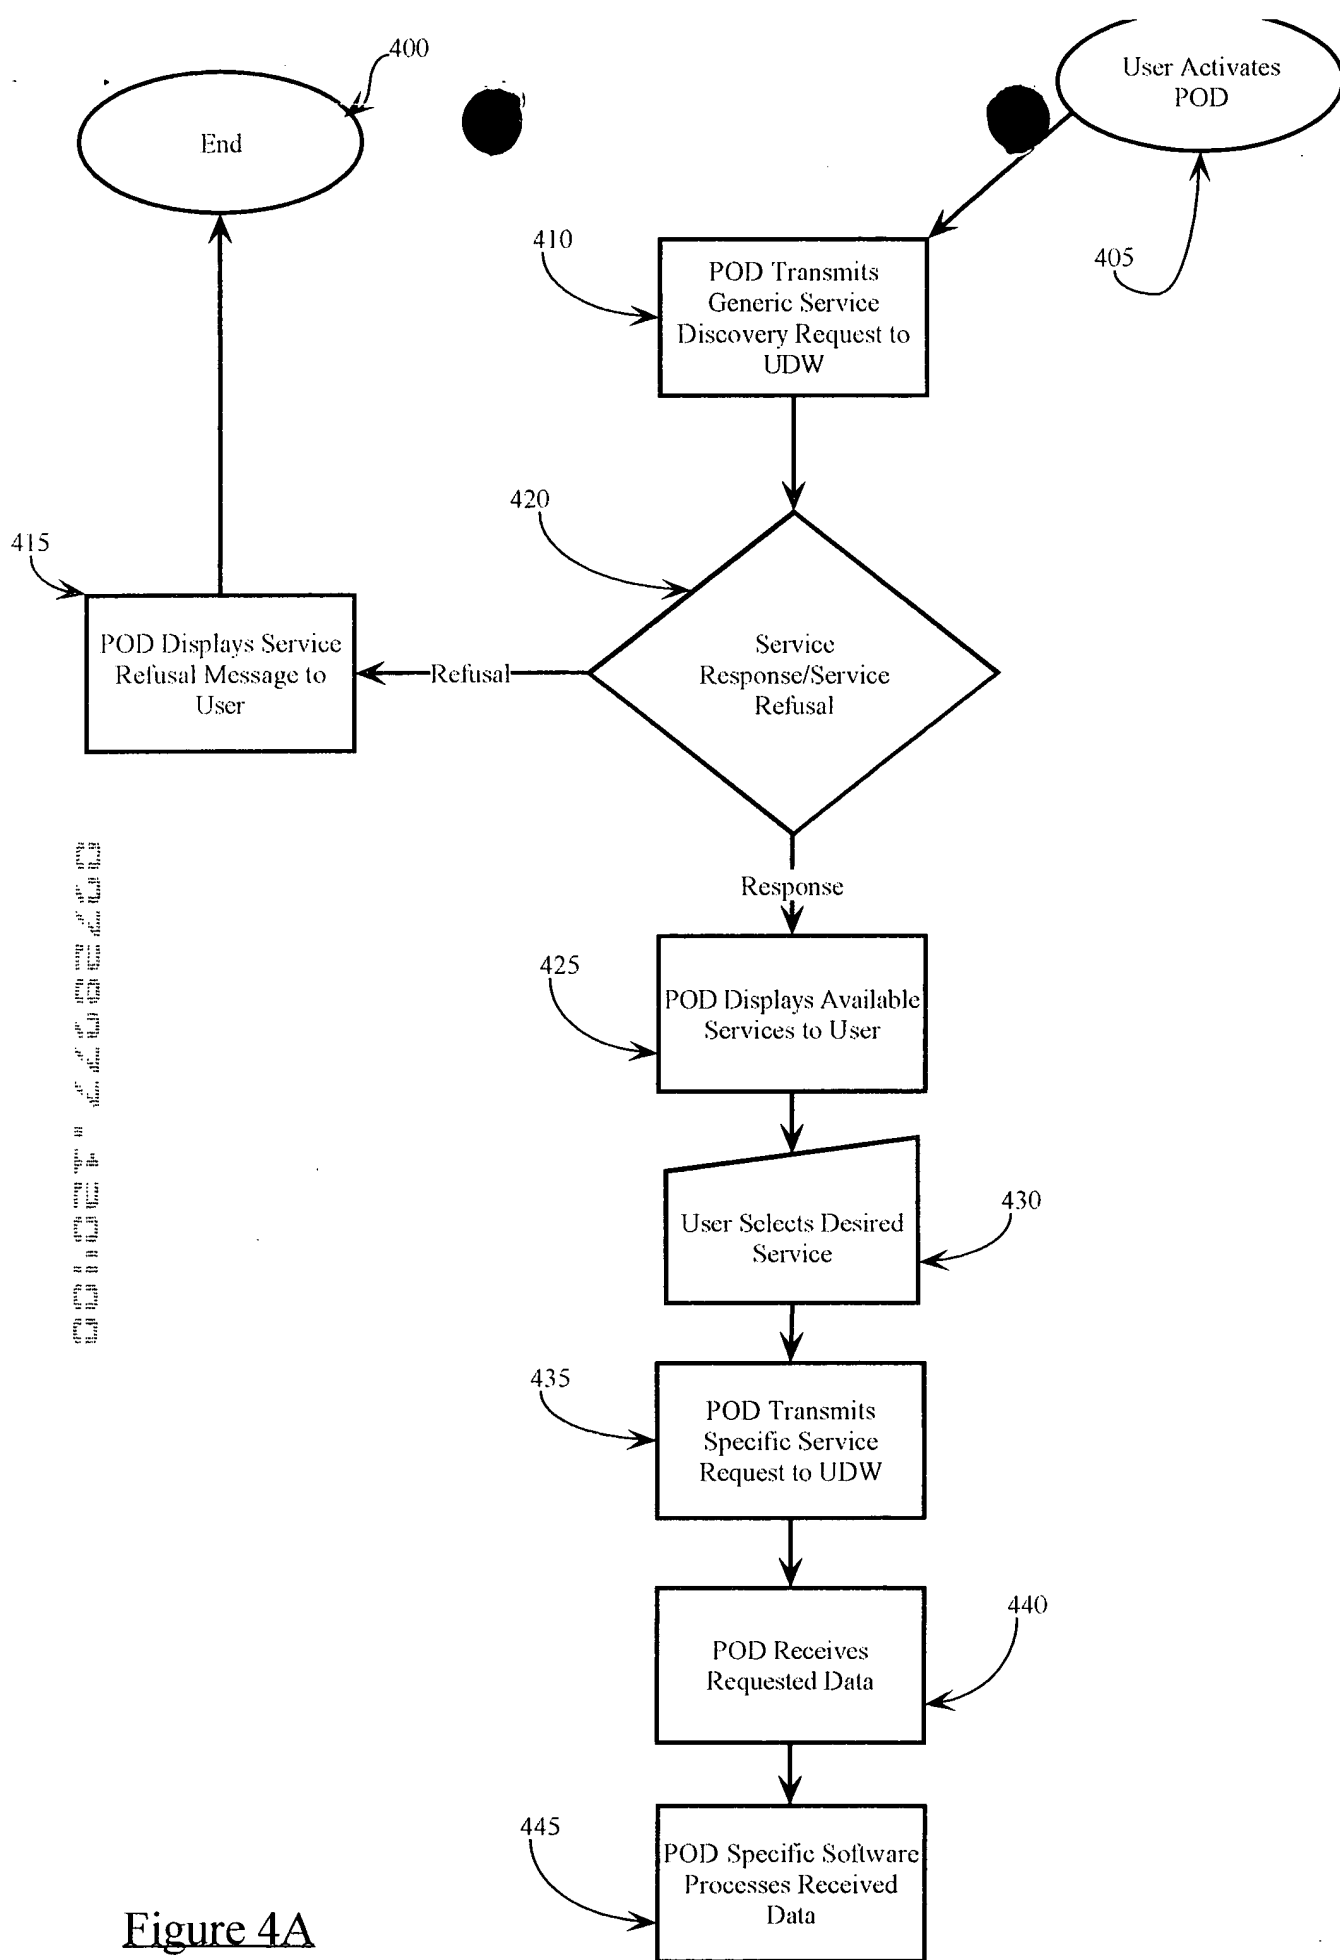 400
End
User Activates
POD
405
410
POD Transmits
Generic Service
Discovery Request to
UDW
420
415
POD Displays Service
Refusal Message to
User
Refusal
Service
Response/Service
Refusal
Response
425
POD Displays Available
Services to User
430
User Selects Desired
Service
435
POD Transmits
Specific Service
Request to UDW
440
POD Receives
Requested Data
445
POD Specific Software
Processes Received
Data
Figure 4A